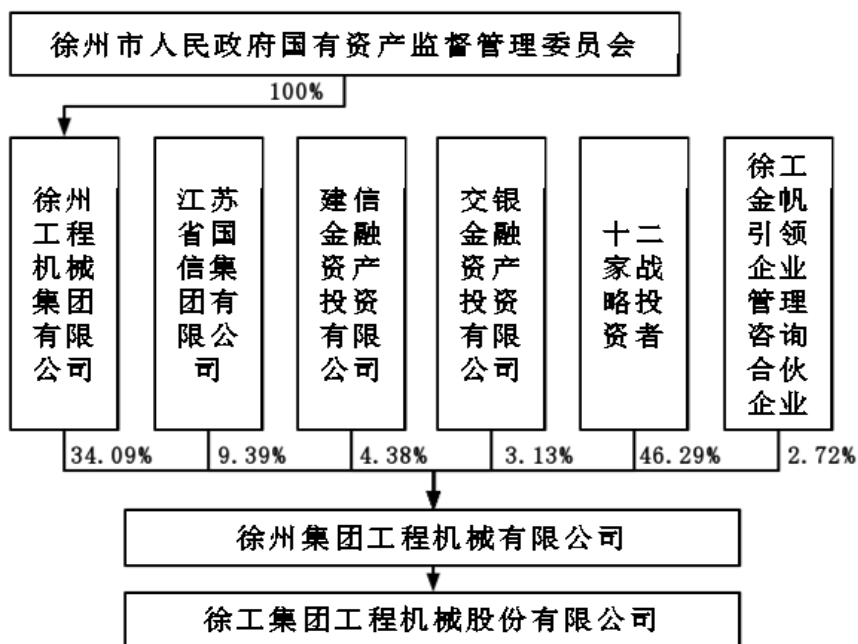 徐州市人民政府国有资产监督管理委员会
100%
徐州
工程
机械
集团
有限
公司
江苏
省国
信集
团有
限公
司
建信
金融
资产
投资
有限
公司
交银
金融
资产
投资
有限
公司
十二
家战
略投
资者
徐工
金帆
引领
企业
管理
咨询
合伙
企业
34.09%
9.39%
4.38%
3.13%
46.29%
2.72%
徐州集团工程机械有限公司
徐工集团工程机械股份有限公司